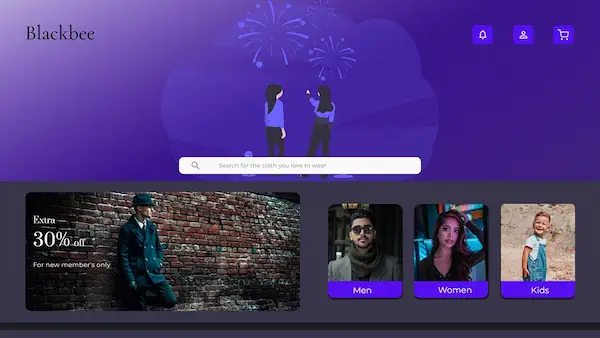 Blackbee
Search for the cloth you love to wear
Extra
30% off
For new member's only
Men
Women
Kids